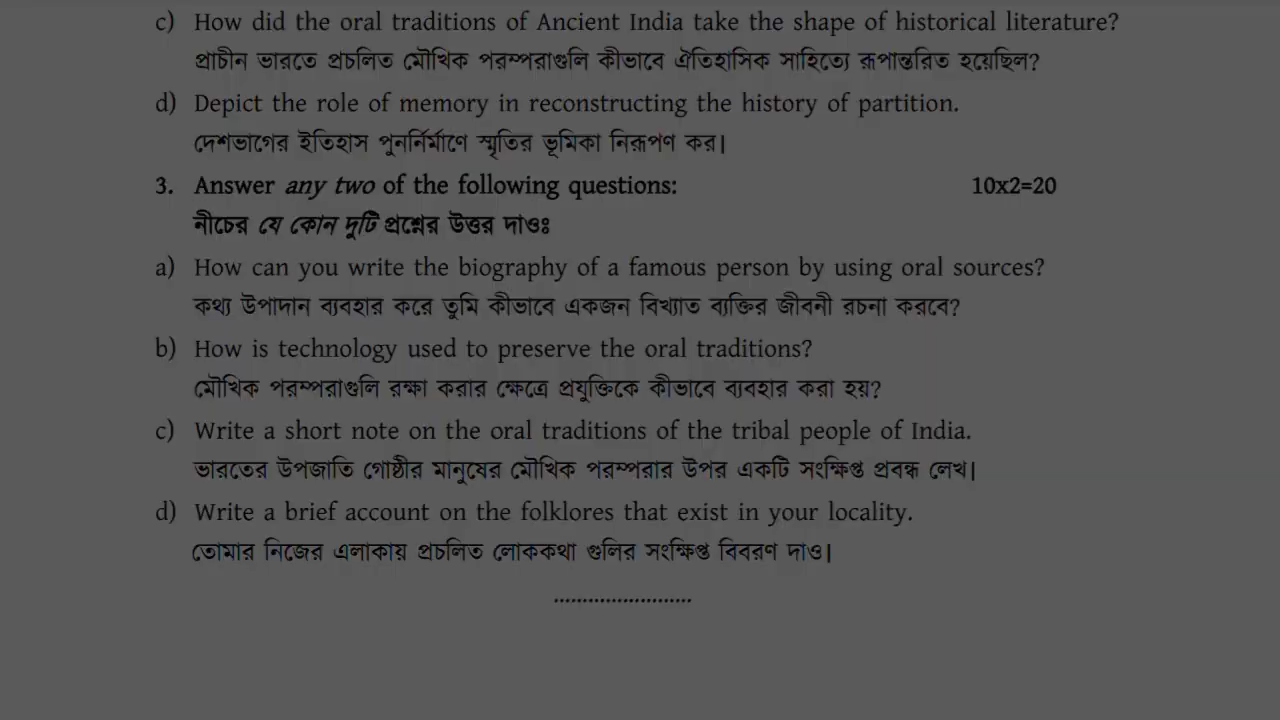 c) How did the oral traditions of Ancient India take the shape of historical literature?
প্রাচীন ভারতে প্রচলিত মৌখিক পরম্পরাগুলি কীভাবে ঐতিহাসিক সাহিত্যে রূপান্তরিত হয়েছিল?
d) Depict the role of memory in reconstructing the history of partition.
দেশভাগের ইতিহাস পুনর্নির্মাণে স্মৃতির ভূমিকা নিরূপণ কর।
3. Answer any two of the following questions: 10x2=20
নীচের যে কোন দুটি প্রশ্নের উত্তর দাওঃ
a) How can you write the biography of a famous person by using oral sources?
কথ্য উপাদান ব্যবহার করে তুমি কীভাবে একজন বিখ্যাত ব্যক্তির জীবনী রচনা করবে?
b) How is technology used to preserve the oral traditions?
মৌখিক পরম্পরাগুলি রক্ষা করার ক্ষেত্রে প্রযুক্তিকে কীভাবে ব্যবহার করা হয়?
c) Write a short note on the oral traditions of the tribal people of India.
ভারতের উপজাতি গোষ্ঠীর মানুষের মৌখিক পরম্পরার উপর একটি সংক্ষিপ্ত প্রবন্ধ লেখ।
d) Write a brief account on the folklores that exist in your locality.
তোমার নিজের এলাকায় প্রচলিত লোককথা গুলির সংক্ষিপ্ত বিবরণ দাও।
........................